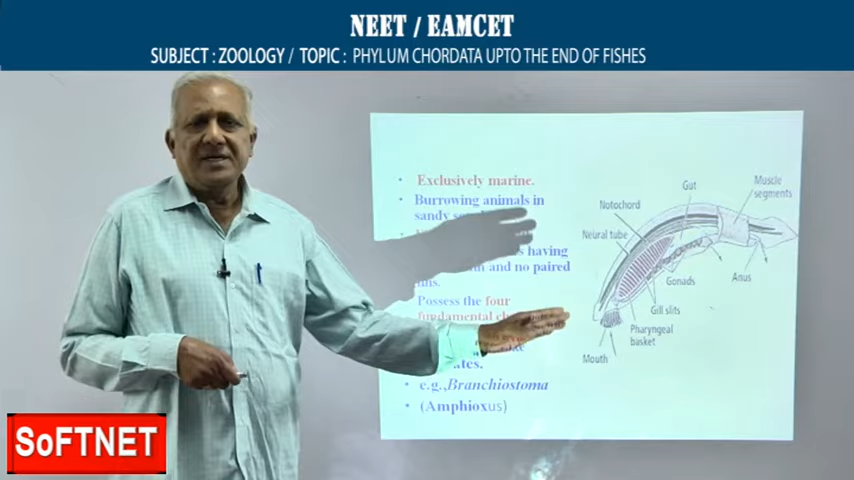 NEET / EAMCET
SUBJECT : ZOOLOGY / TOPIC : PHYLUM CHORDATA UPTO THE END OF FISHES
• Exclusively marine.
• Burrowing animals in
sandy
having
and no paired
Possess the four
fundamental
• e.g.,Branchiostoma
• (Amphioxus)
Gut
Muscle
segments
Notochord
Neural tube
Gonads
Anus
Gill slits
Pharyngeal
basket
Mouth
SoFTNET